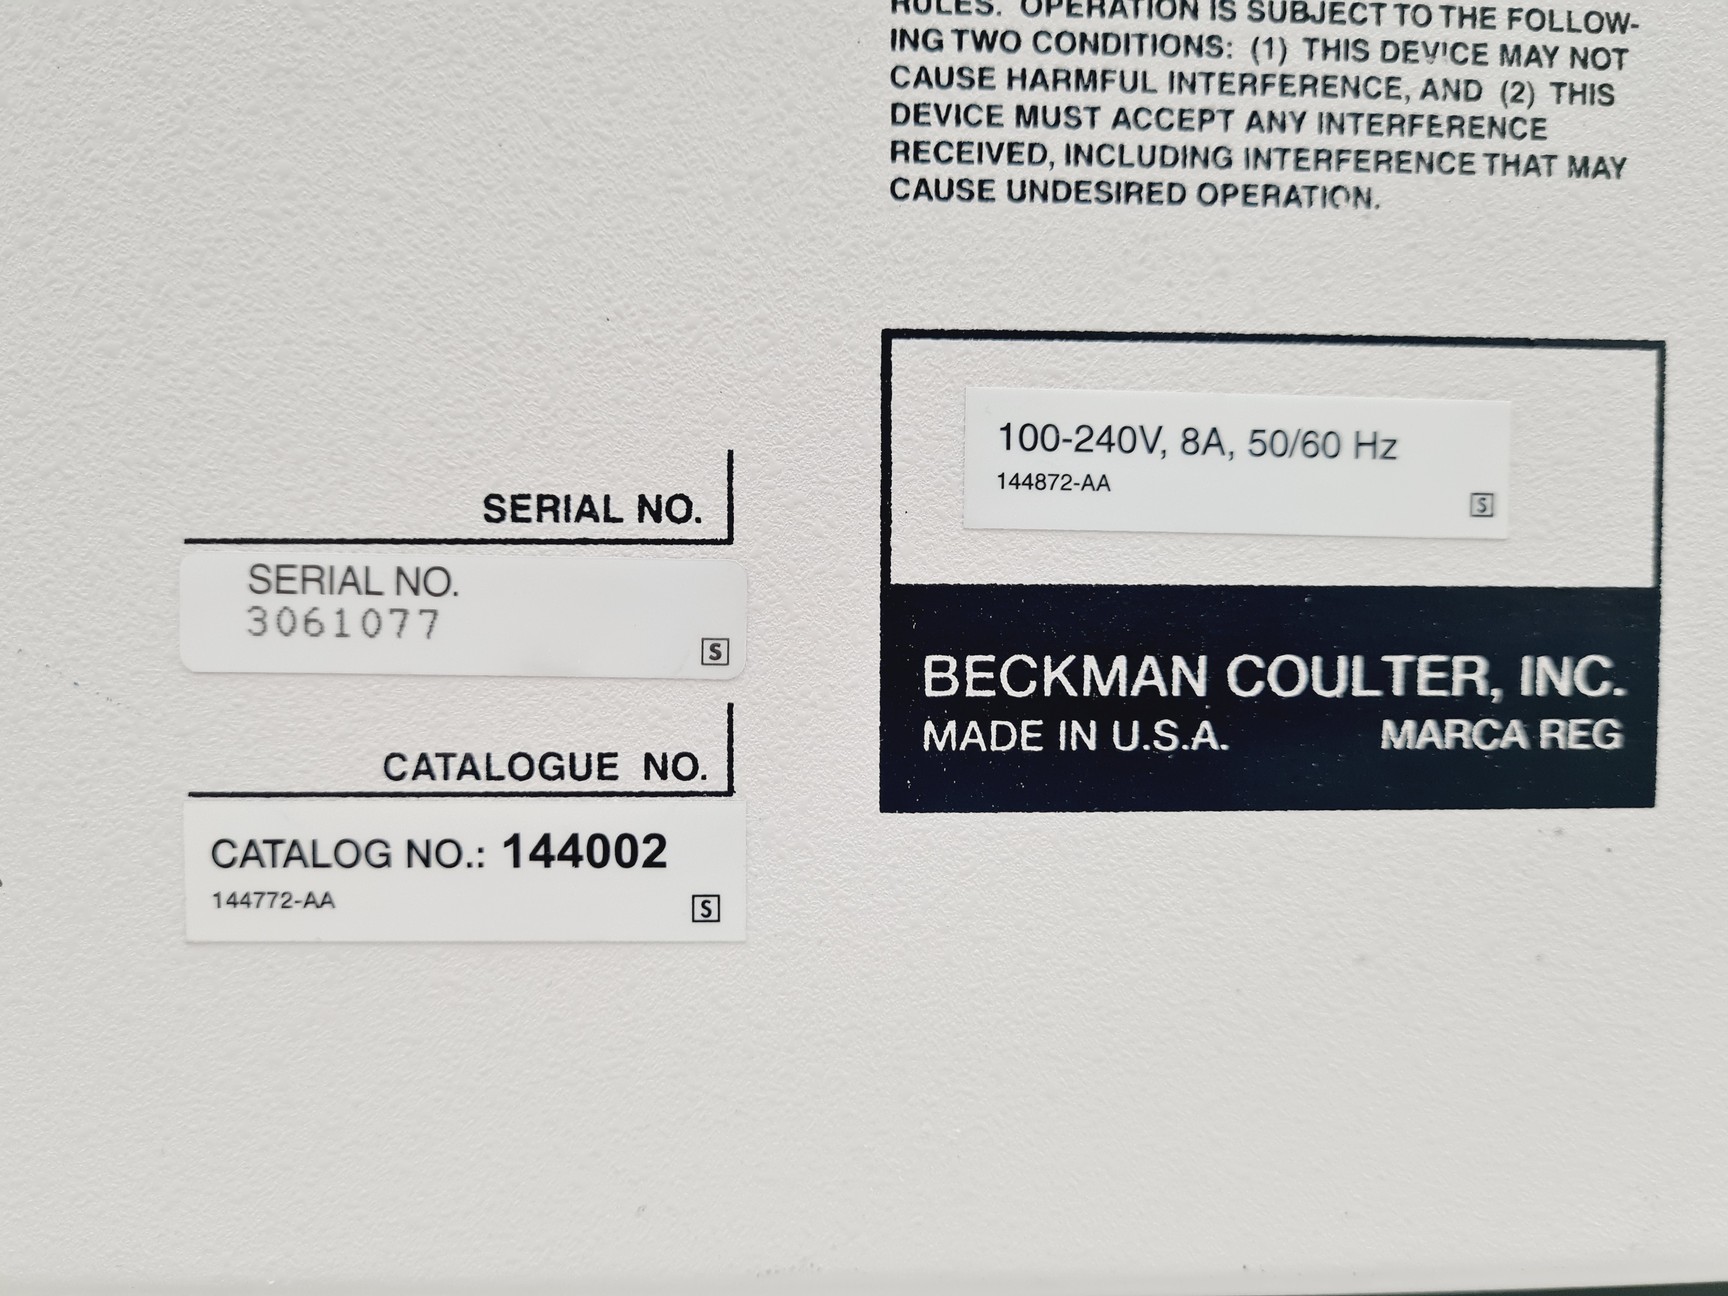 RULES. OPERATION IS SUBJECT TO THE FOLLOW-
ING TWO CONDITIONS: (1) THIS DEVICE MAY NOT
CAUSE HARMFUL INTERFERENCE, AND (2) THIS
DEVICE MUST ACCEPT ANY INTERFERENCE
RECEIVED, INCLUDING INTERFERENCE THAT MAY
CAUSE UNDESIRED OPERATION.
SERIAL NO.
SERIAL NO.
3061077
S
CATALOGUE NO.
CATALOG NO.: 144002
144772-AA
S
100-240V, 8A, 50/60 Hz
144872-AA
S
BECKMAN COULTER, INC.
MADE IN U.S.A. MARCA REG